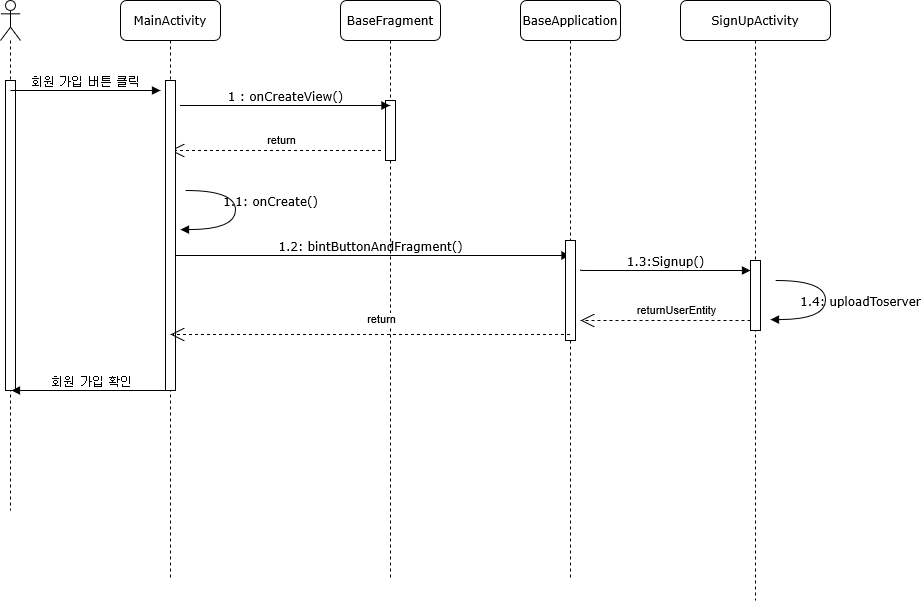 MainActivity
BaseFragment
BaseApplication
SignUpActivity
회원 가입 버튼 클릭
1 : onCreateView()
return
1.1: onCreate()
1.2: bintButtonAndFragment()
1.3:Signup()
1.4: uploadToserver
returnUserEntity
return
회원 가입 확인